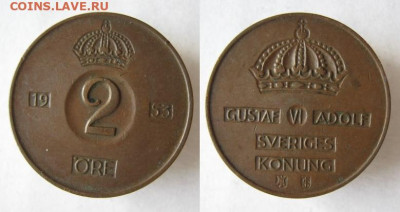 COINS.LAVE.RU
19 53
2
ÖRE
GUSTAF VI ADOLF
SVERIGES
KONUNG